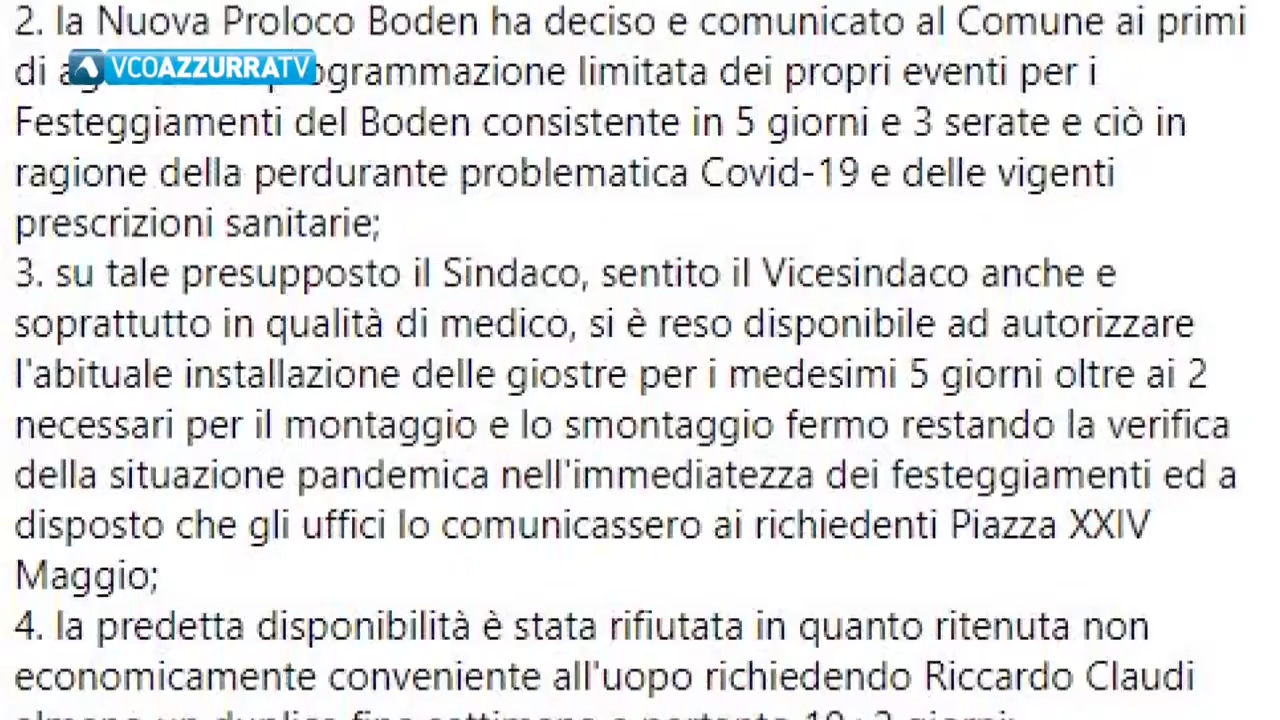 2. la Nuova Proloco Boden ha deciso e comunicato al Comune ai primi
di VCOAZZURRATV programmazione limitata dei propri eventi per i
Festeggiamenti del Boden consistente in 5 giorni e 3 serate e ciò in
ragione della perdurante problematica Covid-19 e delle vigenti
prescrizioni sanitarie;
3. su tale presupposto il Sindaco, sentito il Vicesindaco anche e
soprattutto in qualità di medico, si è reso disponibile ad autorizzare
l'abituale installazione delle giostre per i medesimi 5 giorni oltre ai 2
necessari per il montaggio e lo smontaggio fermo restando la verifica
della situazione pandemica nell'immediatezza dei festeggiamenti ed a
disposto che gli uffici lo comunicassero ai richiedenti Piazza XXIV
Maggio;
4. la predetta disponibilità è stata rifiutata in quanto ritenuta non
economicamente conveniente all'uopo richiedendo Riccardo Claudi